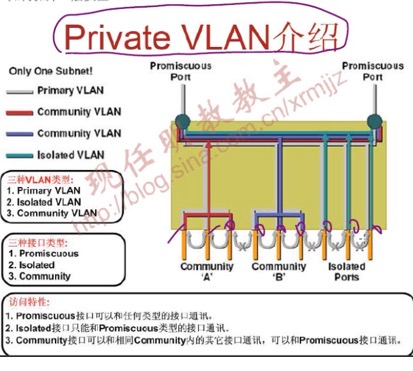 Private VLAN介绍
Only One Subnet!
Primary VLAN
Community VLAN
Community VLAN
Isolated VLAN
Promiscuous
Port
Promiscuous
Port
三种VLAN类型:
1. Primary VLAN
2. Isolated VLAN
3. Community VLAN
三种接口类型:
1. Promiscuous
2. Isolated
3. Community
Community
'A'
Community
'B'
Isolated
Ports
现任明教教主
http://blog.sina.com.cn/xrmjjz
访问特性:
1. Promiscuous接口可以和任何类型的接口通讯。
2. Isolated接口只能和Promiscucus类型的接口通讯。
3. Community接口可以和相同Community内的其它接口通讯，可以和Promiscuous接口通讯。